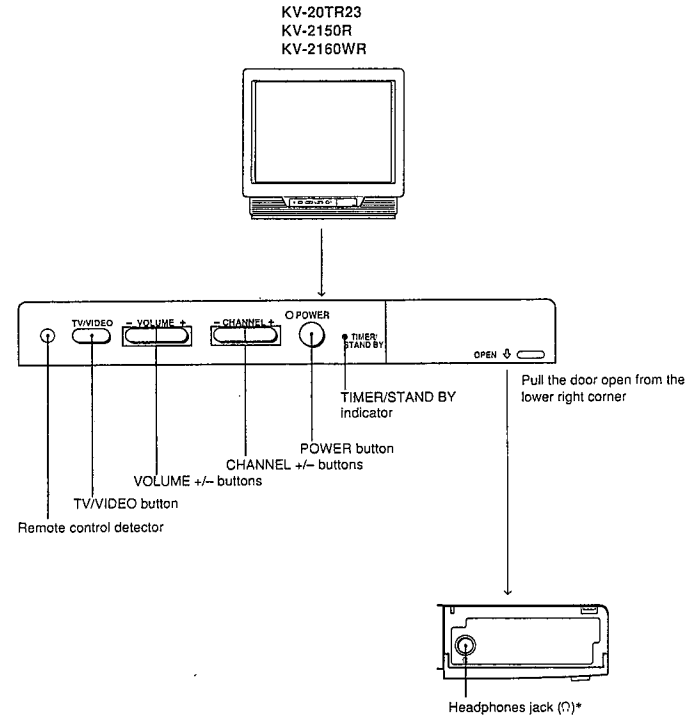 KV-20TR23
KV-2150R
KV-2160WR
TV/VIDEO
– VOLUME +
– CHANNEL +
POWER
TIMER/
STAND BY
OPEN
Pull the door open from the
lower right corner
TIMER/STAND BY
indicator
POWER button
CHANNEL +/– buttons
VOLUME +/– buttons
TV/VIDEO button
Remote control detector
Headphones jack (☊)*